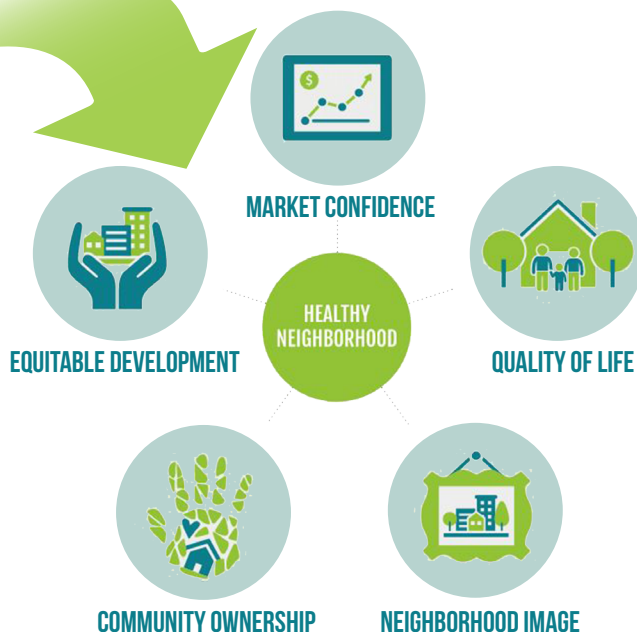 $
MARKET CONFIDENCE
HEALTHY
NEIGHBORHOOD
EQUITABLE DEVELOPMENT
QUALITY OF LIFE
COMMUNITY OWNERSHIP
NEIGHBORHOOD IMAGE